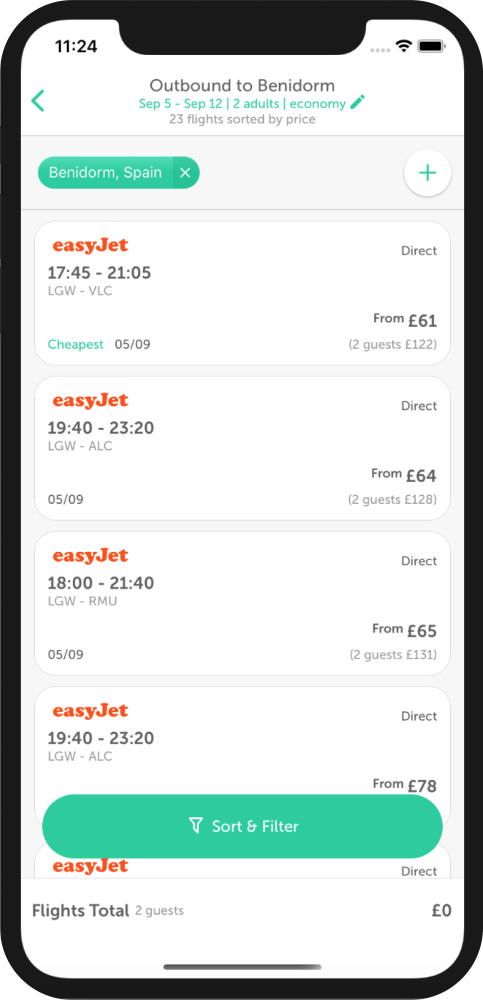 11:24
Outbound to Benidorm
Sep 5 - Sep 12 | 2 adults | economy
23 flights sorted by price
Benidorm, Spain
easyJet
Direct
17:45 - 21:05
LGW - VLC
From £61
Cheapest 05/09 (2 guests £122)
easyJet
Direct
19:40 - 23:20
LGW - ALC
From £64
05/09 (2 guests £128)
easyJet
Direct
18:00 - 21:40
LGW - RMU
From £65
05/09 (2 guests £131)
easyJet
Direct
19:40 - 23:20
LGW - ALC
From £78
Sort & Filter
easyJet
Direct
Flights Total 2 guests £0